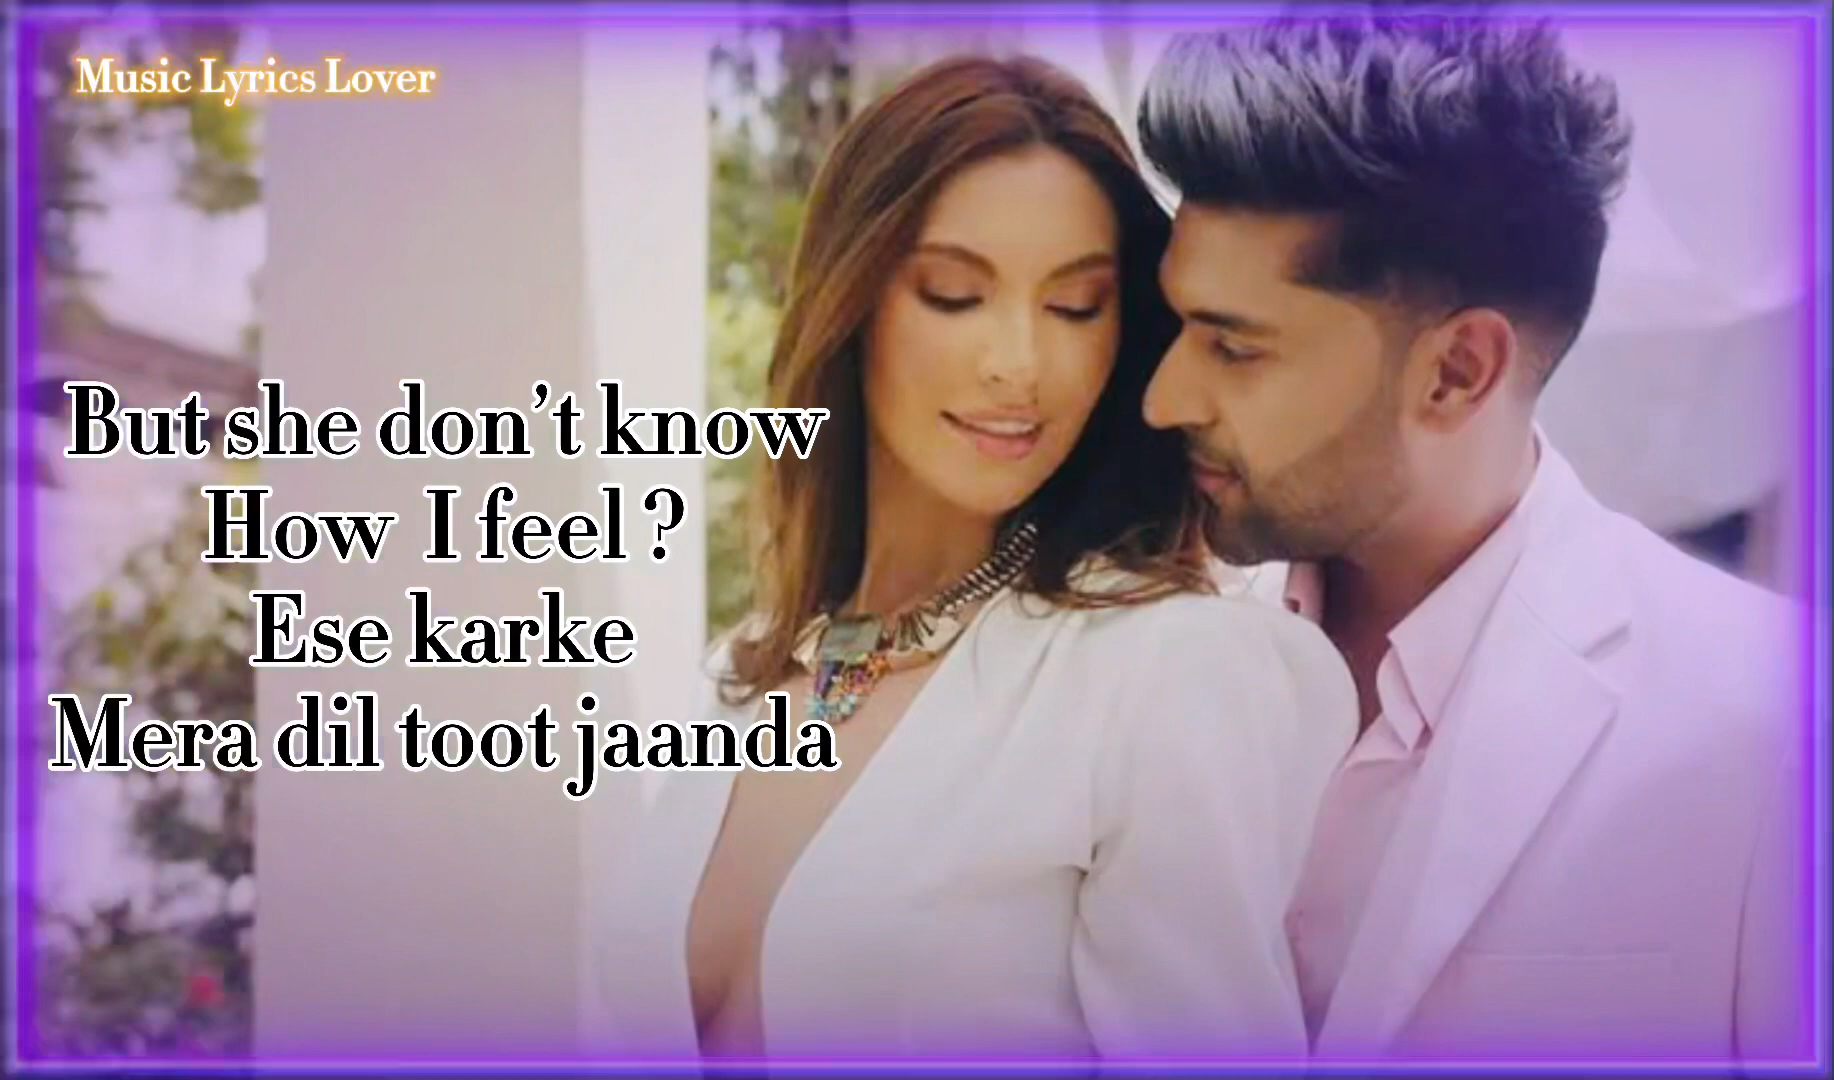 Music Lyrics Lover
But she don't know
How I feel ?
Ese karke
Mera dil toot jaanda